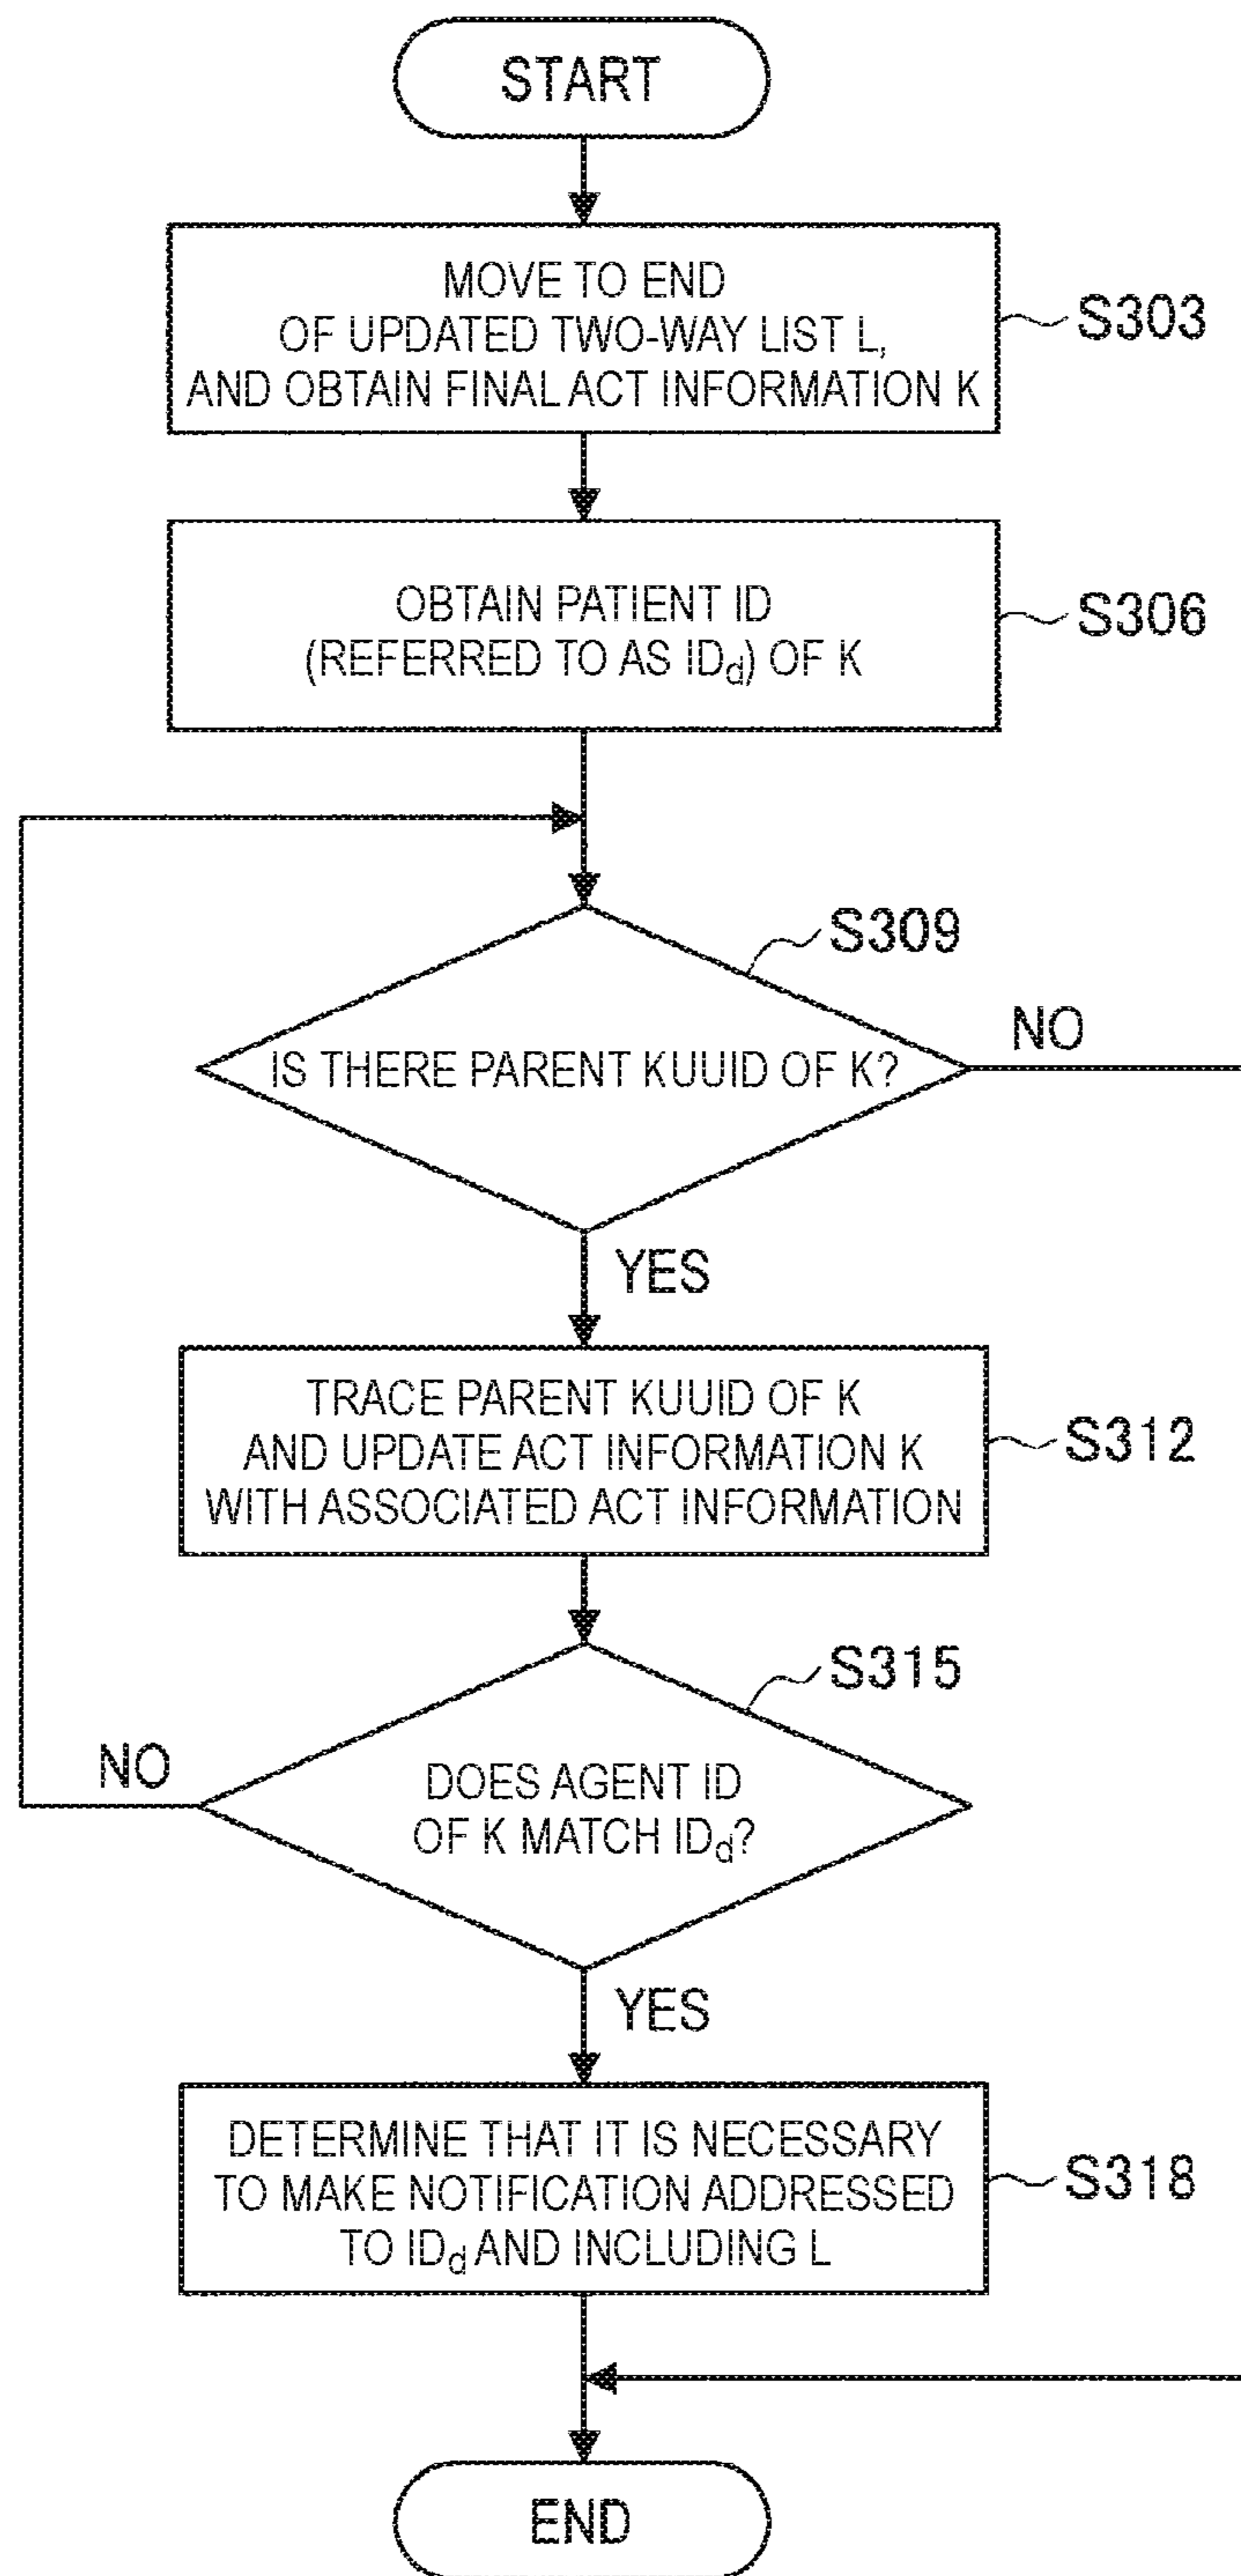 START
MOVE TO END
OF UPDATED TWO-WAY LIST L,
AND OBTAIN FINAL ACT INFORMATION K
S303
OBTAIN PATIENT ID
(REFERRED TO AS IDd) OF K
S306
S309
IS THERE PARENT KUUID OF K?
NO
YES
TRACE PARENT KUUID OF K
AND UPDATE ACT INFORMATION K
WITH ASSOCIATED ACT INFORMATION
S312
S315
NO
DOES AGENT ID
OF K MATCH IDd?
YES
DETERMINE THAT IT IS NECESSARY
TO MAKE NOTIFICATION ADDRESSED
TO IDd AND INCLUDING L
S318
END